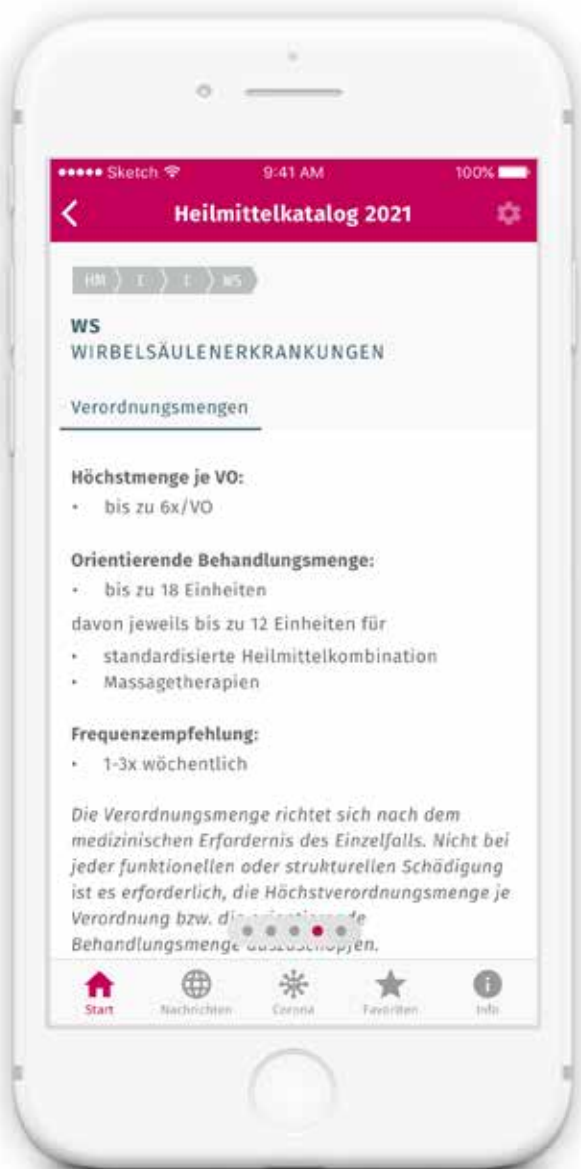 Sketch 9:41 AM 100%
Heilmittelkatalog 2021
HM I I WS
WS
WIRBELSÄULENERKRANKUNGEN
Verordnungsmengen
Höchstmenge je VO:
• bis zu 6x/VO
Orientierende Behandlungsmenge:
• bis zu 18 Einheiten
davon jeweils bis zu 12 Einheiten für
• standardisierte Heilmittelkombination
• Massagetherapien
Frequenzempfehlung:
• 1-3x wöchentlich
Die Verordnungsmenge richtet sich nach dem
medizinischen Erfordernis des Einzelfalls. Nicht bei
jeder funktionellen oder strukturellen Schädigung
ist es erforderlich, die Höchstverordnungsmenge je
Verordnung bzw. die orientierende
Behandlungsmenge auszuschöpfen.
Start Nachrichten Corona Favoriten Info